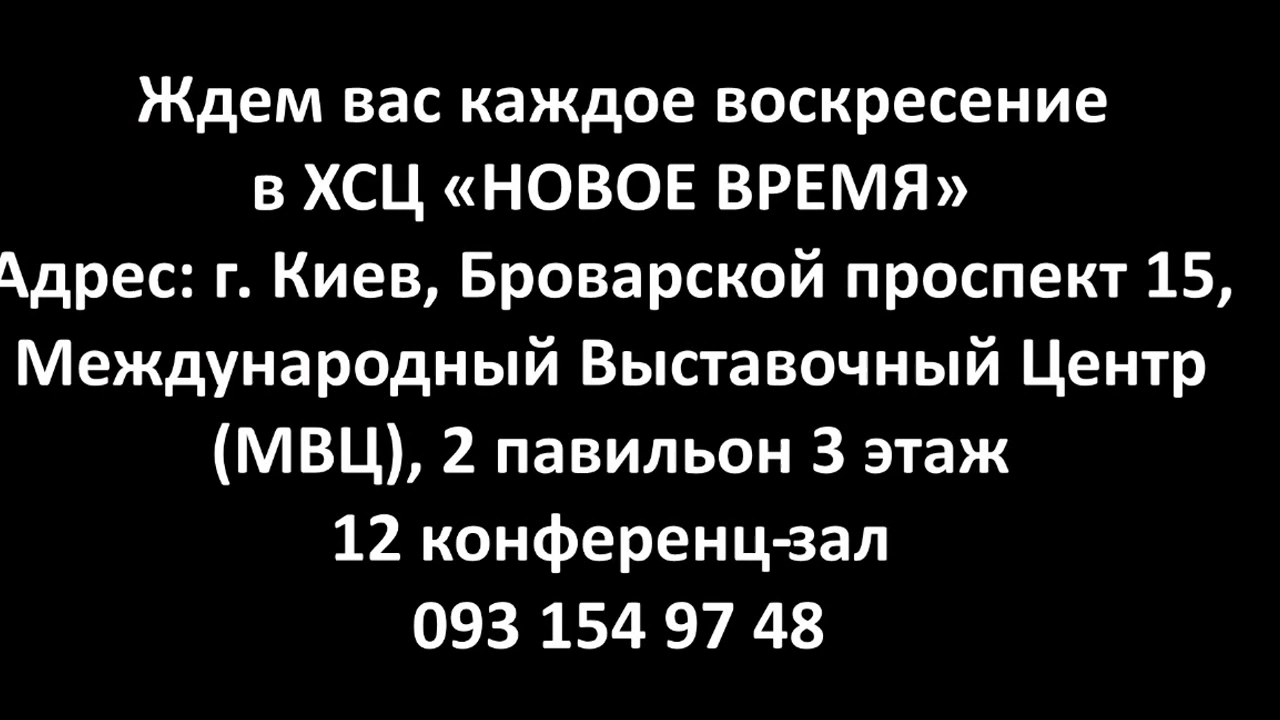 Ждем вас каждое воскресение
в ХСЦ «НОВОЕ ВРЕМЯ»
Адрес: г. Киев, Броварской проспект 15,
Международный Выставочный Центр
(МВЦ), 2 павильон 3 этаж
12 конференц-зал
093 154 97 48